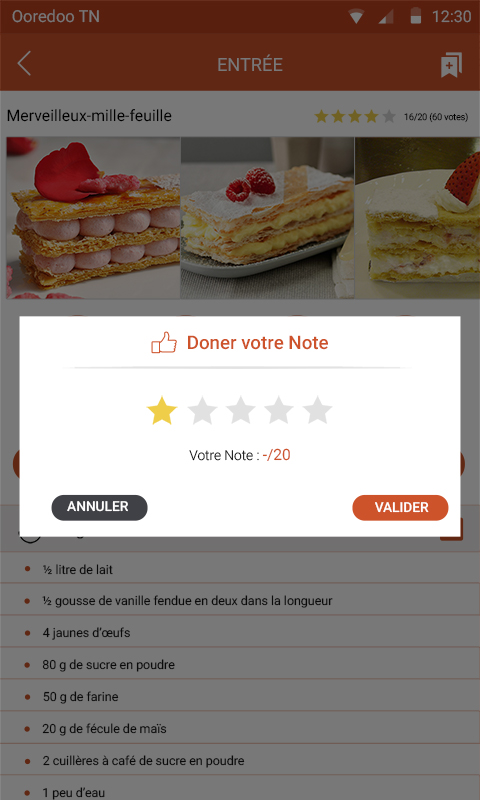 Ooredoo TN 12:30
ENTRÉE
Merveilleux-mille-feuille 16/20 (60 votes)
Doner votre Note
Votre Note : -/20
ANNULER VALIDER
½ litre de lait
½ gousse de vanille fendue en deux dans la longueur
4 jaunes d’œufs
80 g de sucre en poudre
50 g de farine
20 g de fécule de maïs
2 cuillères à café de sucre en poudre
1 peu d’eau